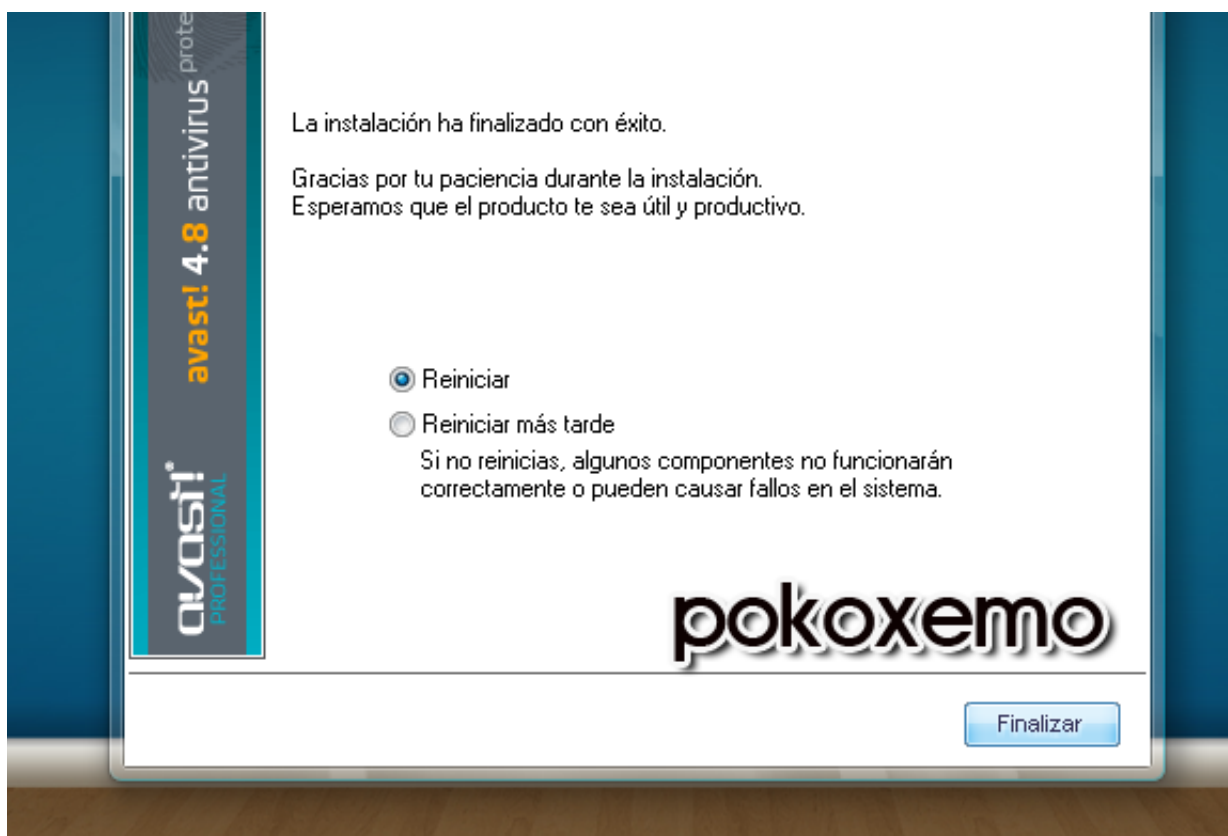 La instalación ha finalizado con éxito.
Gracias por tu paciencia durante la instalación.
Esperamos que el producto te sea útil y productivo.
Reiniciar
Reiniciar más tarde
Si no reinicias, algunos componentes no funcionarán
correctamente o pueden causar fallos en el sistema.
avast! PROFESSIONAL
avast! 4.8 antivirus prote
pokoxemo
Finalizar